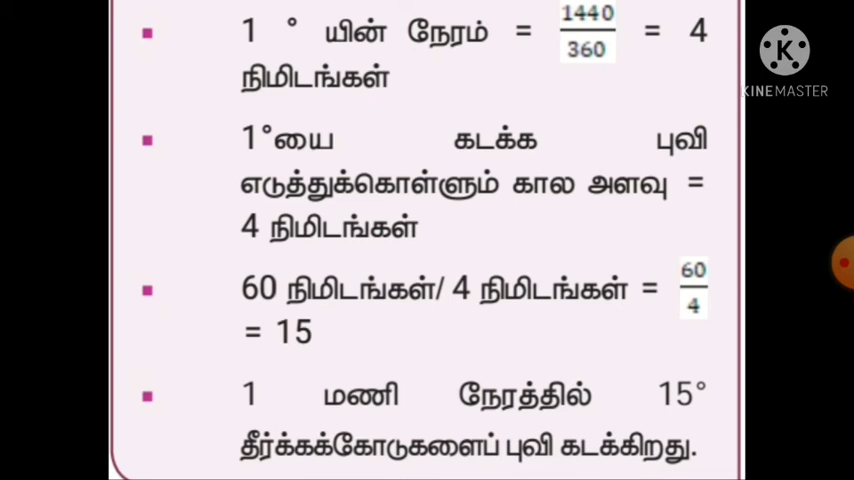 1 ° யின் நேரம் = 1440/360 = 4
நிமிடங்கள்
1°யை கடக்க புவி
எடுத்துக்கொள்ளும் கால அளவு =
4 நிமிடங்கள்
60 நிமிடங்கள்/ 4 நிமிடங்கள் = 60/4
= 15
1 மணி நேரத்தில் 15°
தீர்க்கக்கோடுகளைப் புவி கடக்கிறது.
K
KINEMASTER